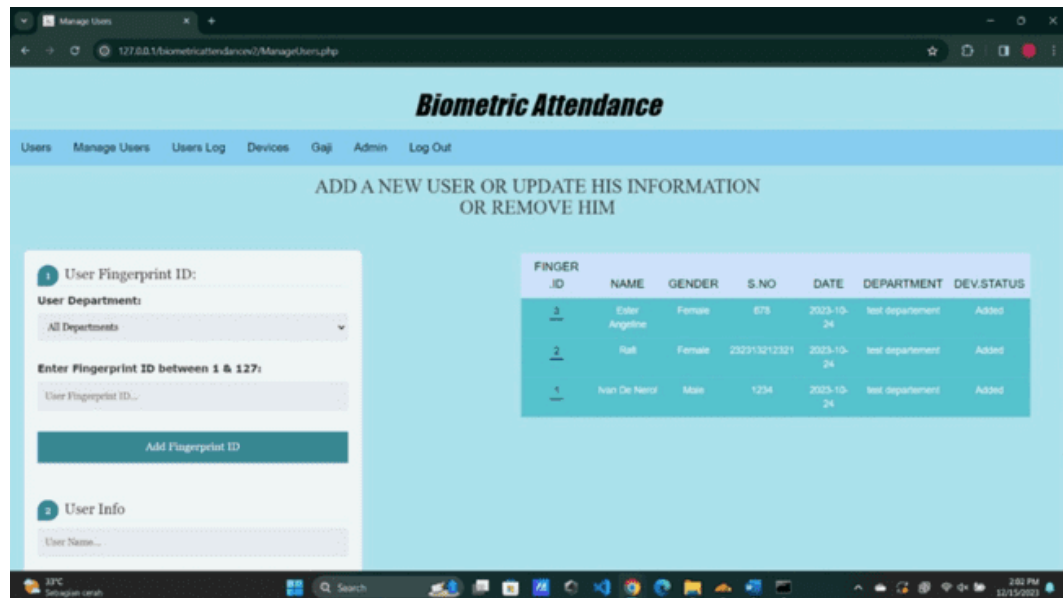 Manage Users
127.0.0.1/biometricattendancev2/ManageUsers.php
Biometric Attendance
Users Manage Users Users Log Devices Gaji Admin Log Out
ADD A NEW USER OR UPDATE HIS INFORMATION
OR REMOVE HIM
1 User Fingerprint ID:
User Department:
All Departments
Enter Fingerprint ID between 1 & 127:
User Fingerprint ID...
Add Fingerprint ID
2 User Info
User Name...
FINGER
.ID NAME GENDER S.NO DATE DEPARTMENT DEV.STATUS
3 Ester Female 678 2023-10- test departement Added
Angeline 24
2 Rafi Female 232313212321 2023-10- test departement Added
24
1 Ivan De Neror Male 1234 2023-10- test departement Added
24
33°C
Sebagian cerah
Search
2:02 PM
12/15/2023